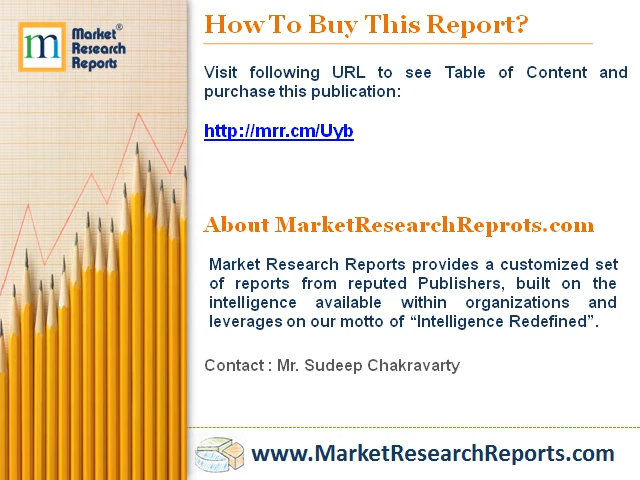 m
Market®
Research
Reports
How To Buy This Report?
Visit following URL to see Table of Content and
purchase this publication:
http://mrr.cm/Uyb
About MarketResearchReprots.com
Market Research Reports provides a customized set
of reports from reputed Publishers, built on the
intelligence available within organizations and
leverages on our motto of “Intelligence Redefined”.
Contact : Mr. Sudeep Chakravarty
www.MarketResearchReports.com